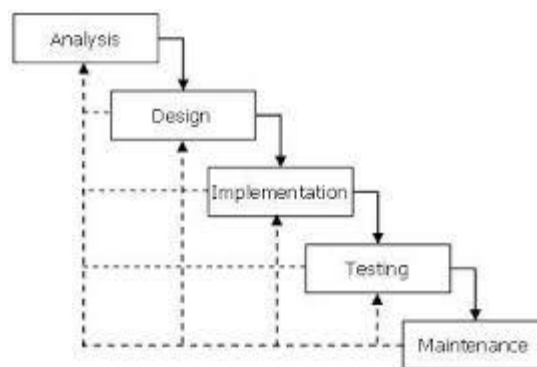 Analysis
Design
Implementation
Testing
Maintenance